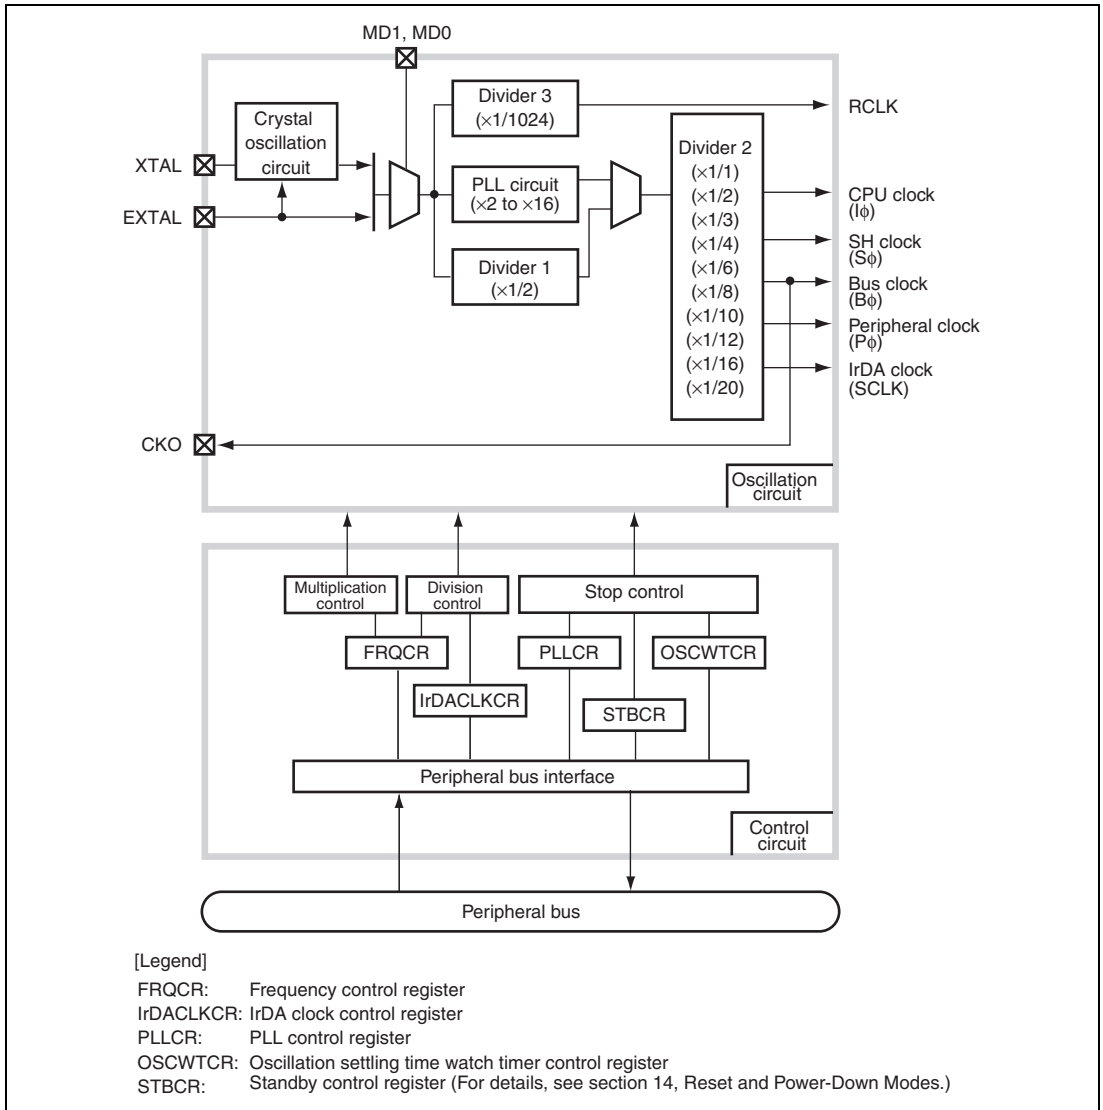 MD1, MD0
Divider 3
(×1/1024)
RCLK
Crystal
oscillation
circuit
XTAL
EXTAL
PLL circuit
(×2 to ×16)
Divider 1
(×1/2)
Divider 2
(×1/1)
(×1/2)
(×1/3)
(×1/4)
(×1/6)
(×1/8)
(×1/10)
(×1/12)
(×1/16)
(×1/20)
CPU clock
(Iϕ)
SH clock
(Sϕ)
Bus clock
(Bϕ)
Peripheral clock
(Pϕ)
IrDA clock
(SCLK)
CKO
Oscillation
circuit
Multiplication
control
Division
control
Stop control
FRQCR
PLLCR
OSCWTCR
IrDACLKCR
STBCR
Peripheral bus interface
Control
circuit
Peripheral bus
[Legend]
FRQCR: Frequency control register
IrDACLKCR: IrDA clock control register
PLLCR: PLL control register
OSCWTCR: Oscillation settling time watch timer control register
STBCR: Standby control register (For details, see section 14, Reset and Power-Down Modes.)